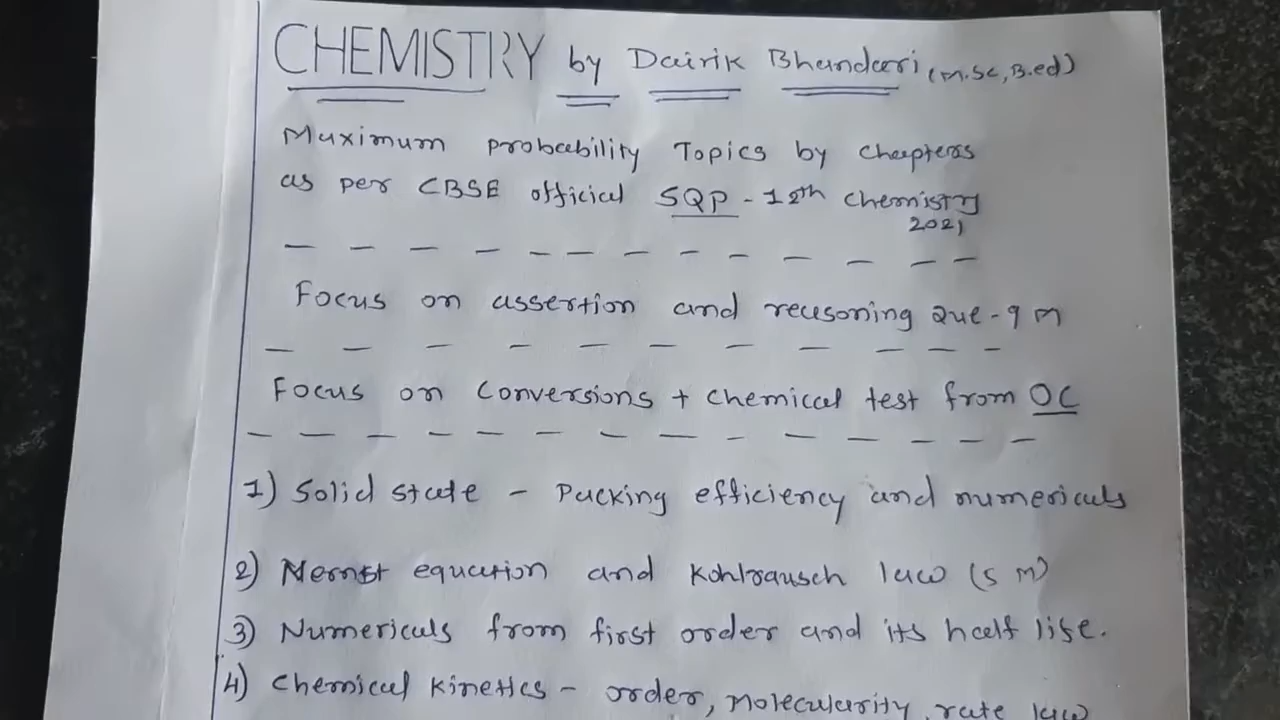 CHEMISTRY by Dairik Bhandari (M.Sc, B.ed)
Maximum probability Topics by chapters
as per CBSE official SQP - 12th chemistry
2021
Focus on assertion and reasoning Que - 9 M
Focus on Conversions + chemical test from OC
1) Solid state - Packing efficiency and numericals
2) Nernst equation and Kohlrausch law (5 M)
3) Numericals from first order and its half life.
4) Chemical Kinetics - order, Molecularity, rate law